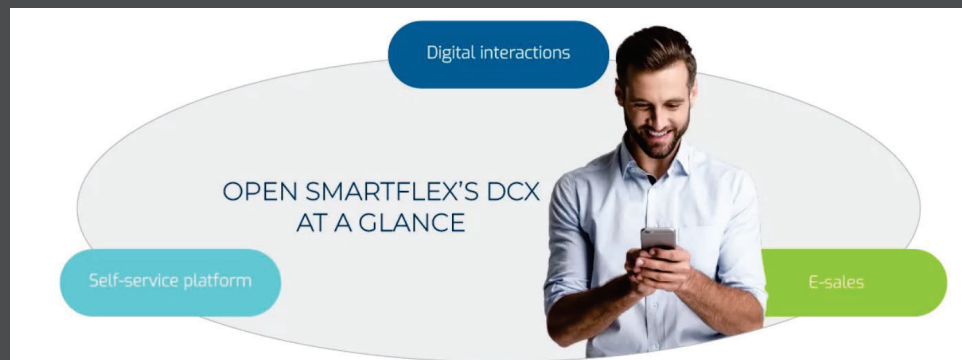 Digital interactions
OPEN SMARTFLEX’S DCX
AT A GLANCE
Self-service platform
E-sales